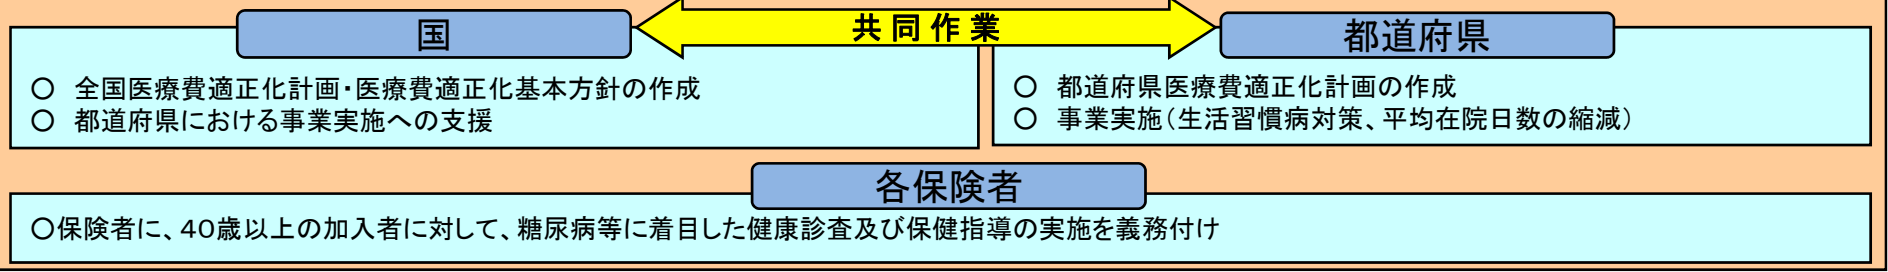 共同作業
国
○ 全国医療費適正化計画・医療費適正化基本方針の作成
○ 都道府県における事業実施への支援
都道府県
○ 都道府県医療費適正化計画の作成
○ 事業実施（生活習慣病対策、平均在院日数の縮減）
各保険者
○保険者に、４０歳以上の加入者に対して、糖尿病等に着目した健康診査及び保健指導の実施を義務付け